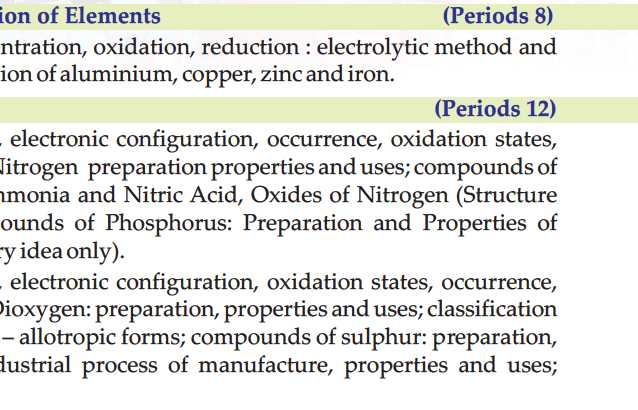 ion of Elements (Periods 8)
ntration, oxidation, reduction : electrolytic method and
ion of aluminium, copper, zinc and iron.
(Periods 12)
, electronic configuration, occurrence, oxidation states,
Nitrogen preparation properties and uses; compounds of
mmonia and Nitric Acid, Oxides of Nitrogen (Structure
ounds of Phosphorus: Preparation and Properties of
ry idea only).
, electronic configuration, oxidation states, occurrence,
Dioxygen: preparation, properties and uses; classification
– allotropic forms; compounds of sulphur: preparation,
dustrial process of manufacture, properties and uses;